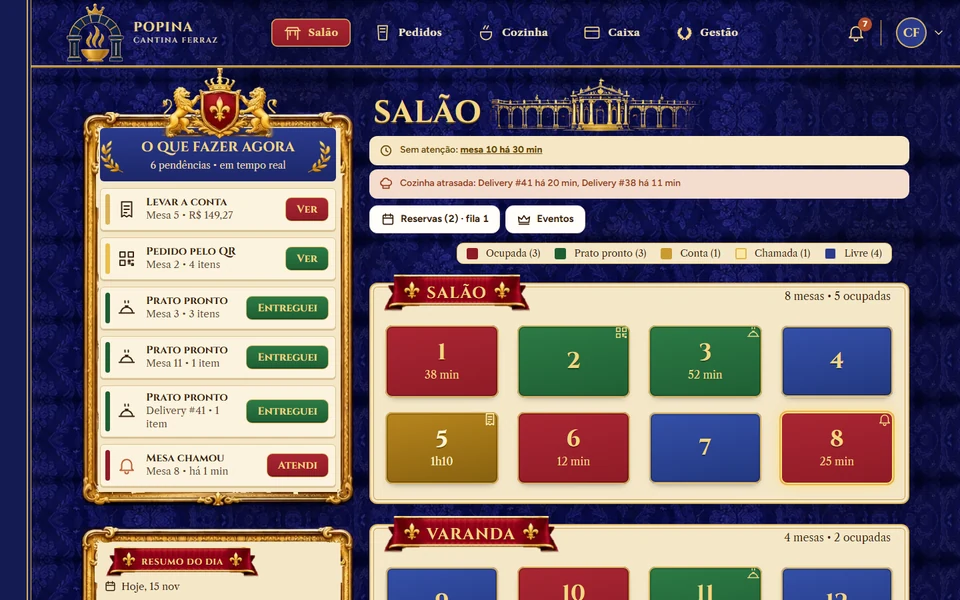 POPINA
CANTINA FERRAZ
Salão
Pedidos
Cozinha
Caixa
Gestão
7
CF
O QUE FAZER AGORA
6 pendências • em tempo real
LEVAR A CONTA
Mesa 5 • R$ 149,27
VER
PEDIDO PELO QR
Mesa 2 • 4 itens
VER
PRATO PRONTO
Mesa 3 • 3 itens
ENTREGUEI
PRATO PRONTO
Mesa 11 • 1 item
ENTREGUEI
PRATO PRONTO
Delivery #41 • 1
item
ENTREGUEI
MESA CHAMOU
Mesa 8 • há 1 min
ATENDI
RESUMO DO DIA
Hoje, 15 nov
SALÃO
Sem atenção: mesa 10 há 30 min
Cozinha atrasada: Delivery #41 há 20 min, Delivery #38 há 11 min
Reservas (2) · fila 1
Eventos
Ocupada (3)
Prato pronto (3)
Conta (1)
Chamada (1)
Livre (4)
SALÃO
8 mesas • 5 ocupadas
1
38 min
2
3
52 min
4
5
1h10
6
12 min
7
8
25 min
VARANDA
4 mesas • 2 ocupadas
9
10
11
12